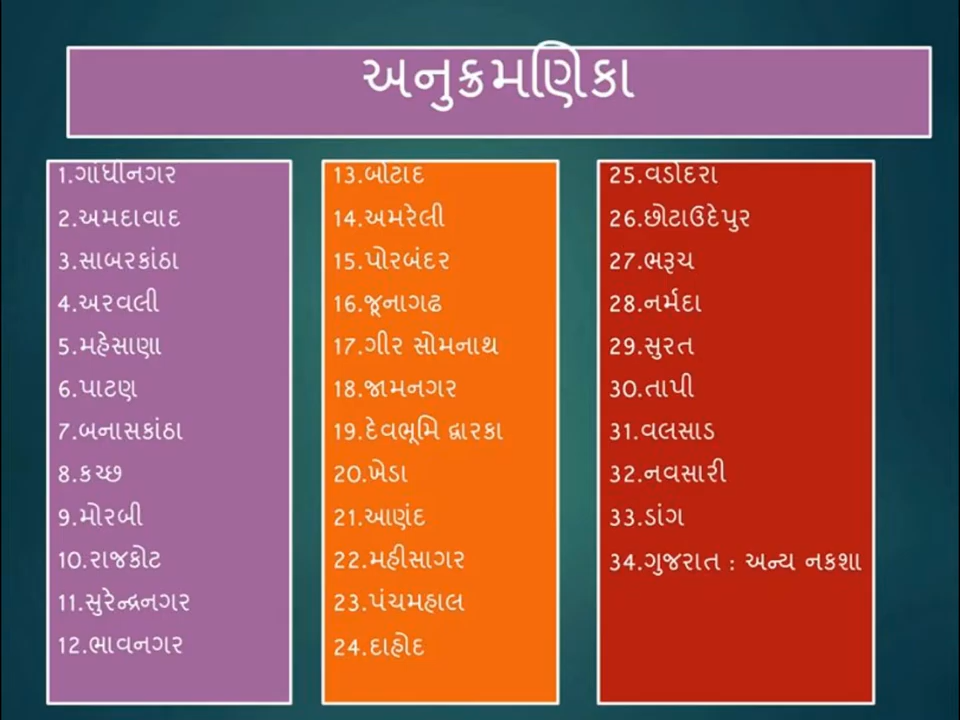 અનુક્રમણિકા
1.ગાંધીનગર
2.અમદાવાદ
3.સાબરકાંઠા
4.અરવલી
5.મહેસાણા
6.પાટણ
7.બનાસકાંઠા
8.કચ્છ
9.મોરબી
10.રાજકોટ
11.સુરેન્દ્રનગર
12.ભાવનગર
13.બોટાદ
14.અમરેલી
15.પોરબંદર
16.જૂનાગઢ
17.ગીર સોમનાથ
18.જામનગર
19.દેવભૂમિ દ્વારકા
20.ખેડા
21.આણંદ
22.મહીસાગર
23.પંચમહાલ
24.દાહોદ
25.વડોદરા
26.છોટાઉદેપુર
27.ભરૂચ
28.નર્મદા
29.સુરત
30.તાપી
31.વલસાડ
32.નવસારી
33.ડાંગ
34.ગુજરાત : અન્ય નકશા